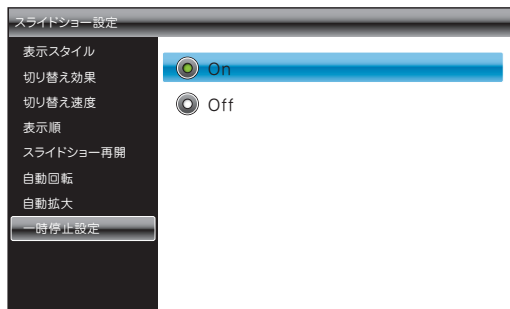 スライドショー設定
表示スタイル
切り替え効果
切り替え速度
表示順
スライドショー再開
自動回転
自動拡大
一時停止設定
On
Off